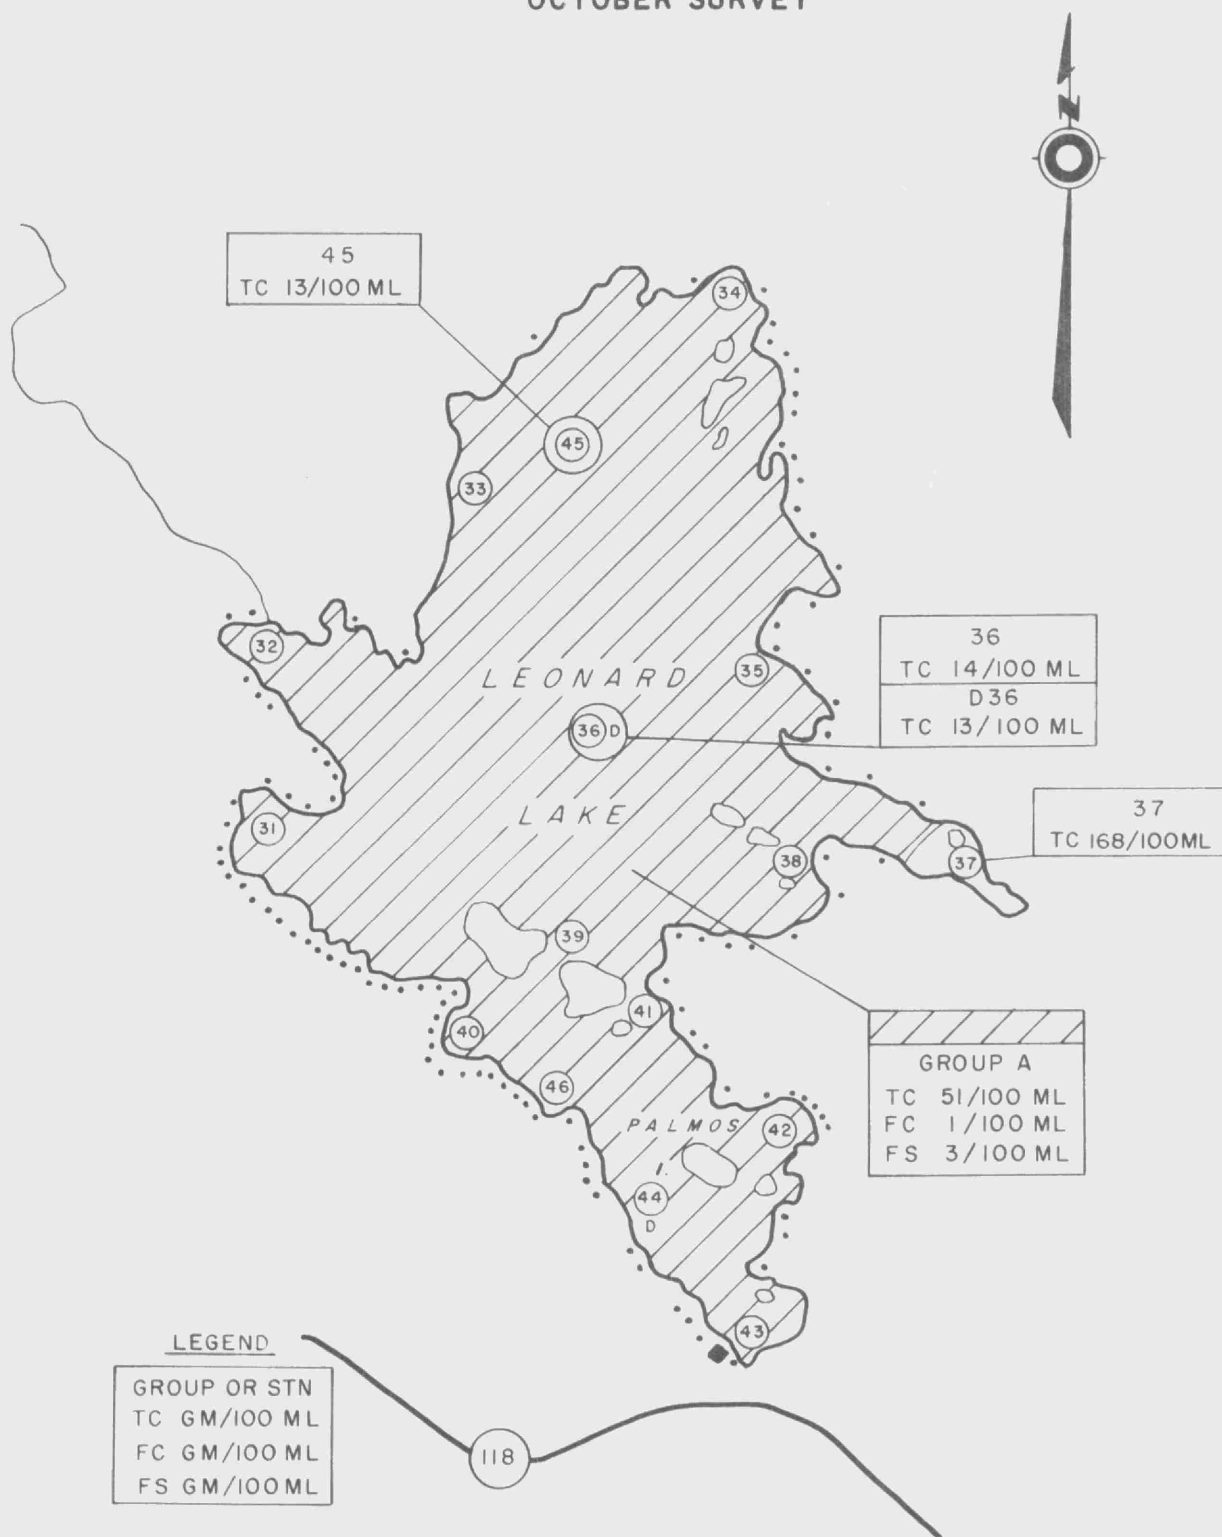 OCTOBER SURVEY
N
45
TC 13/100 ML
34
45
33
32
36
TC 14/100 ML
D36
TC 13/100 ML
LEONARD
35
36 D
LAKE
31
37
TC 168/100ML
38
37
39
41
40
46
GROUP A
TC 51/100 ML
FC 1/100 ML
FS 3/100 ML
PALMOS
I.
42
44
D
43
LEGEND
GROUP OR STN
TC GM/100 ML
FC GM/100 ML
FS GM/100 ML
118